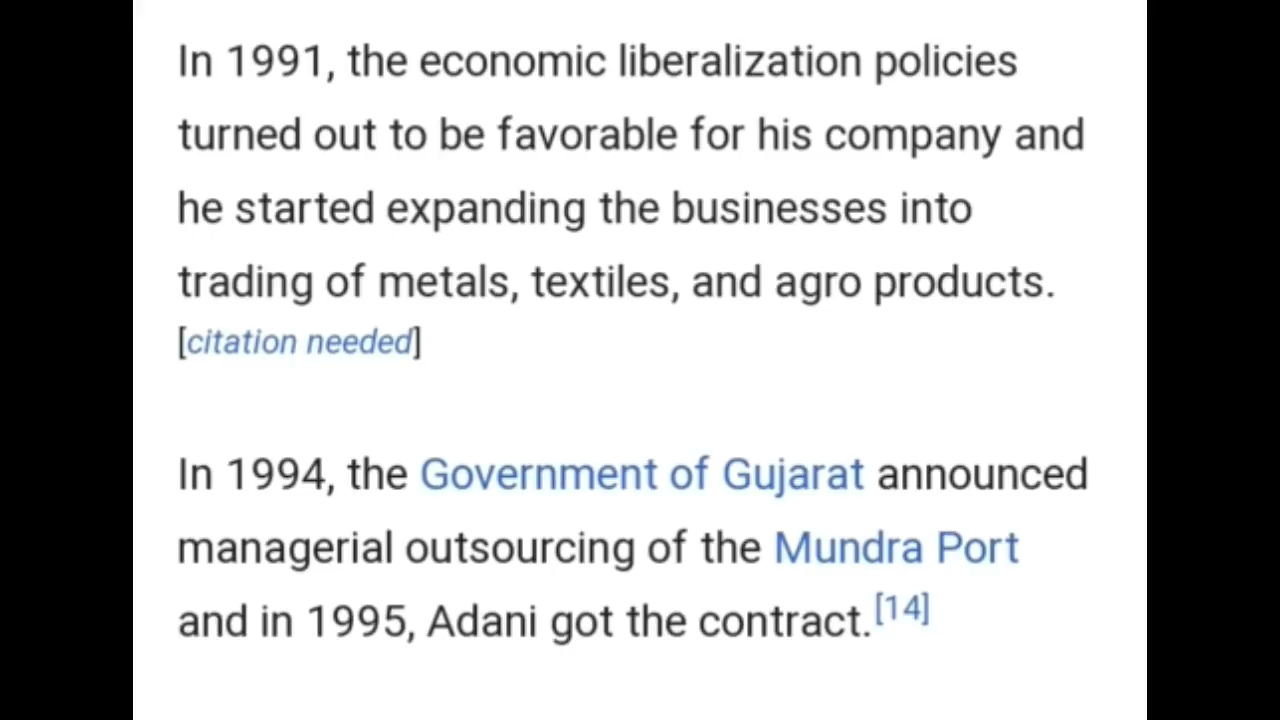 In 1991, the economic liberalization policies
turned out to be favorable for his company and
he started expanding the businesses into
trading of metals, textiles, and agro products.
[citation needed]
In 1994, the Government of Gujarat announced
managerial outsourcing of the Mundra Port
and in 1995, Adani got the contract.[14]